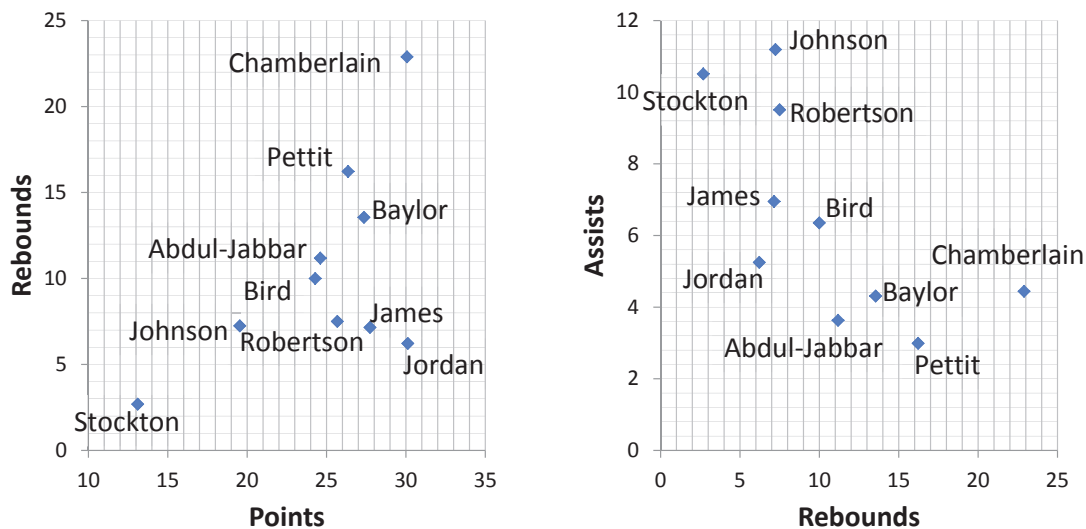 25
20
15
10
5
0
Rebounds
Chamberlain
Pettit
Baylor
Abdul-Jabbar
Bird
James
Johnson
Robertson
Jordan
Stockton
10 15 20 25 30 35
Points
12
10
8
6
4
2
0
Assists
Johnson
Stockton
Robertson
James
Bird
Chamberlain
Jordan
Baylor
Abdul-Jabbar
Pettit
0 5 10 15 20 25
Rebounds